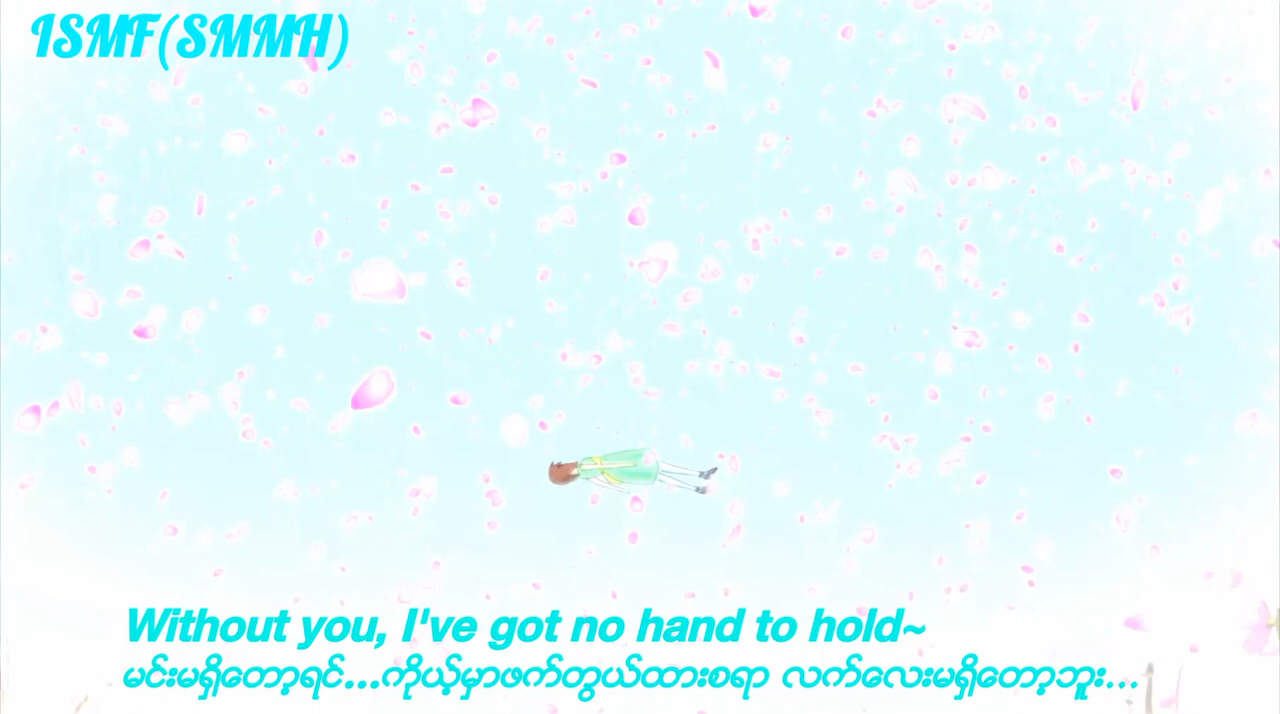 ISMF(SMMH)
Without you, I've got no hand to hold~
မင်းမရှိတော့ရင်...ကိုယ့်မှာဖက်တွယ်ထားစရာ လက်လေးမရှိတော့ဘူး...